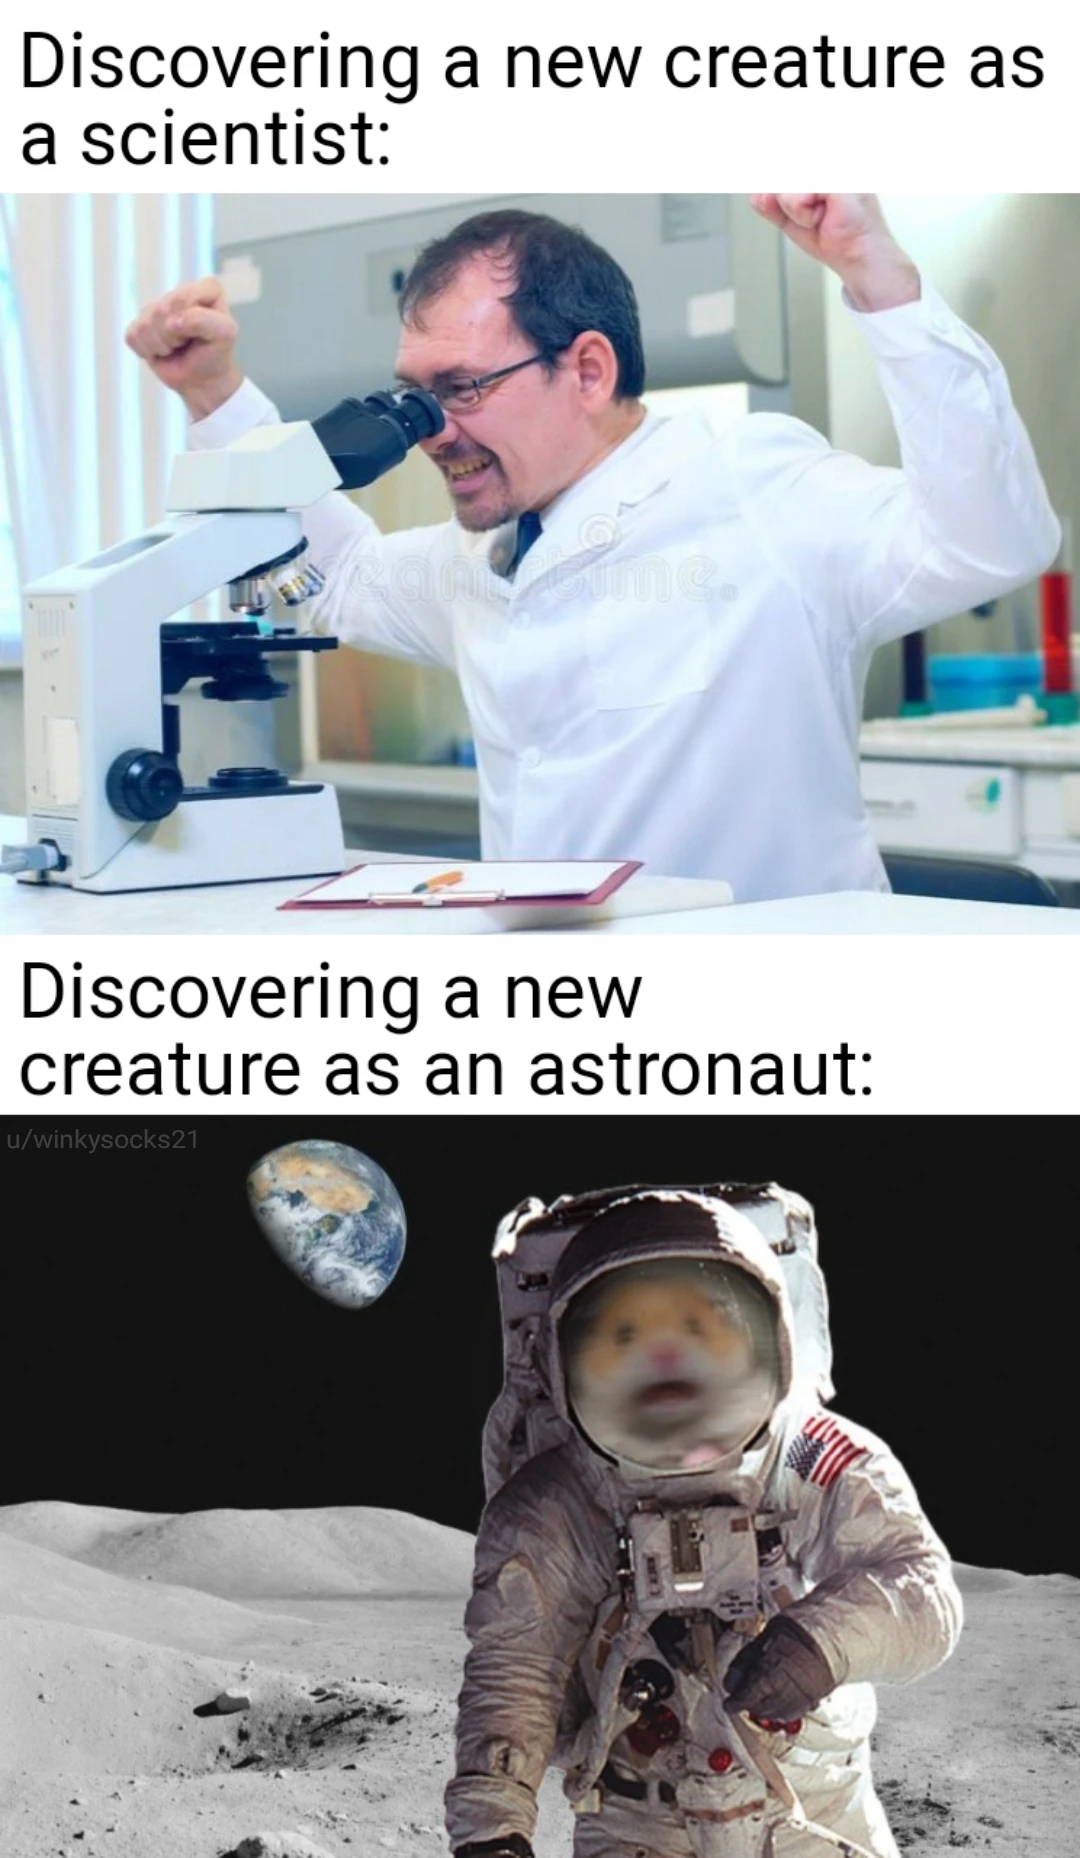 Discovering a new creature as
a scientist:
Discovering a new
creature as an astronaut:
u/winkysocks21